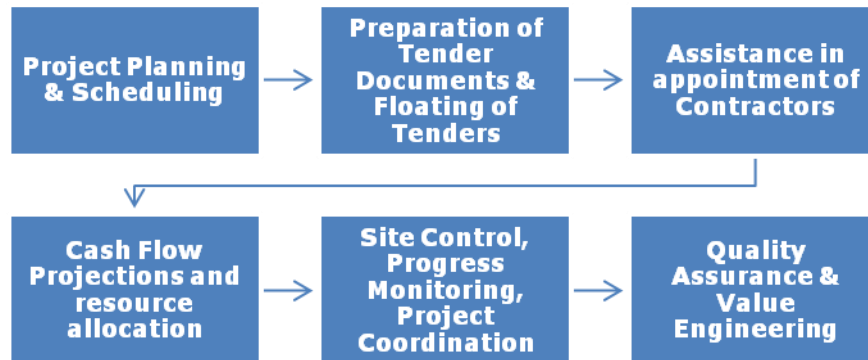 Project Planning
& Scheduling
Preparation of
Tender
Documents &
Floating of
Tenders
Assistance in
appointment of
Contractors
Cash Flow
Projections and
resource
allocation
Site Control,
Progress
Monitoring,
Project
Coordination
Quality
Assurance &
Value
Engineering